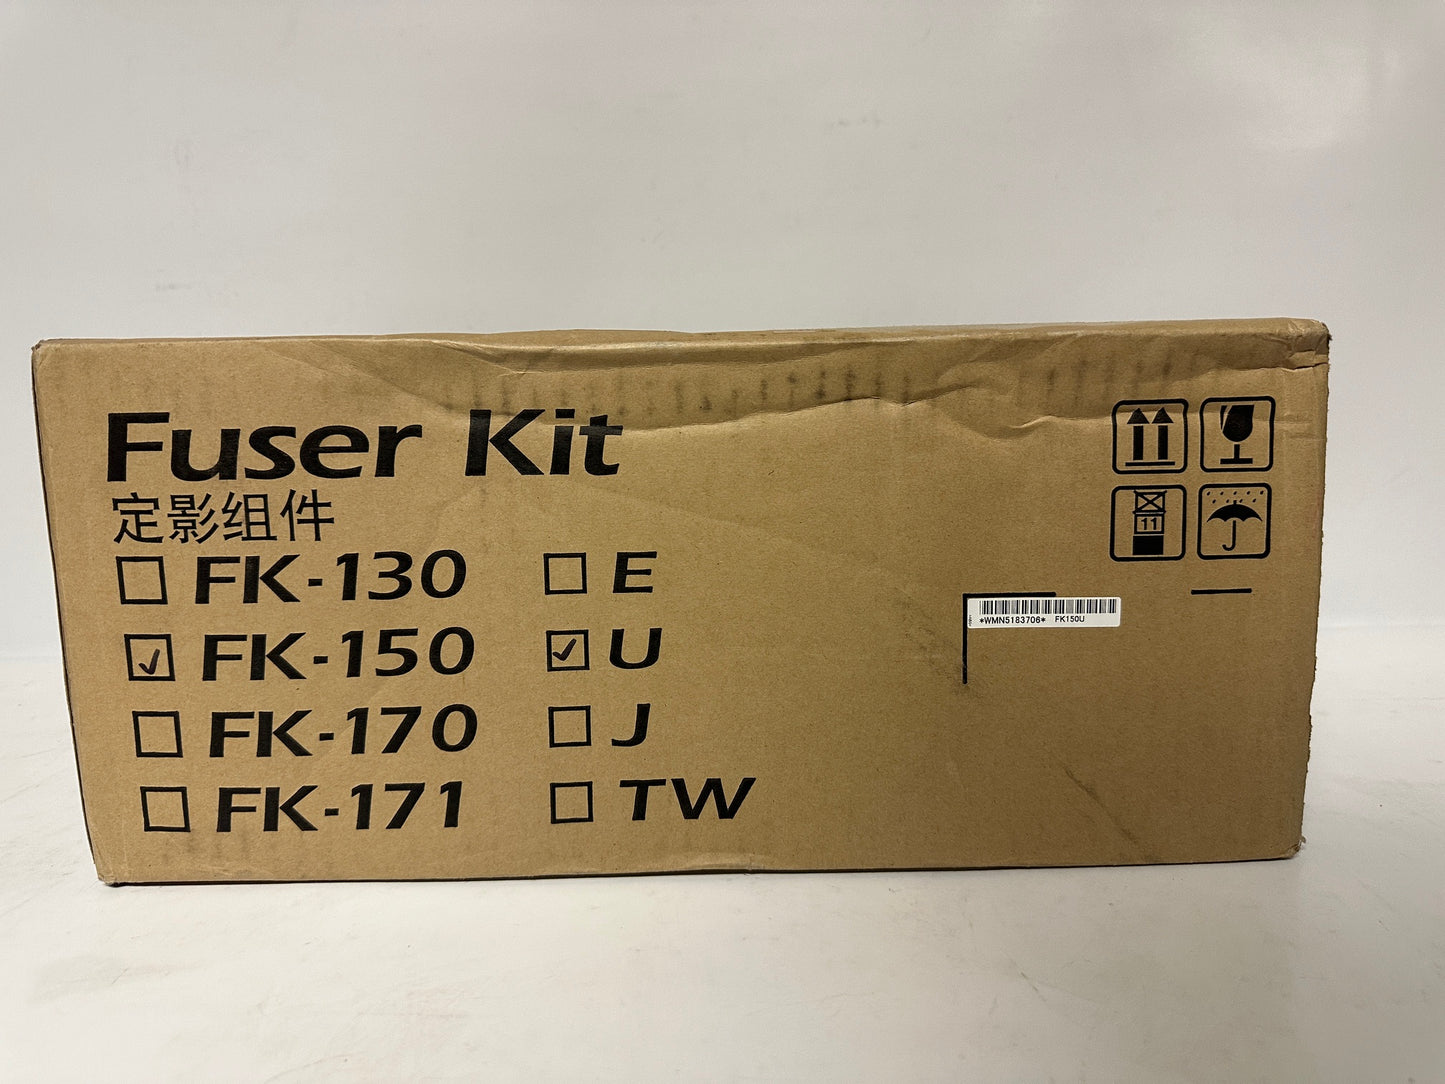 Fuser Kit
定影组件
FK-130 E
FK-150 U
FK-170 J
FK-171 TW
11
*WMN5183706* FK150U